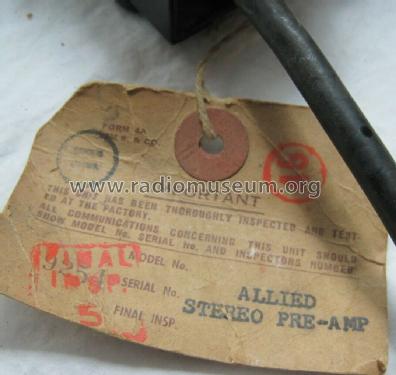 FORM 4A
www.radiomuseum.org
IMPORTANT
THIS HAS BEEN THOROUGHLY INSPECTED AND TEST-
ED AT THE FACTORY.
ALL COMMUNICATIONS CONCERNING THIS UNIT SHOULD
SHOW MODEL No. SERIAL No. AND INSPECTORS NUMBER
FINAL
INSP.
5
MODEL No.
SERIAL No.
FINAL INSP.
ALLIED
STEREO PRE-AMP